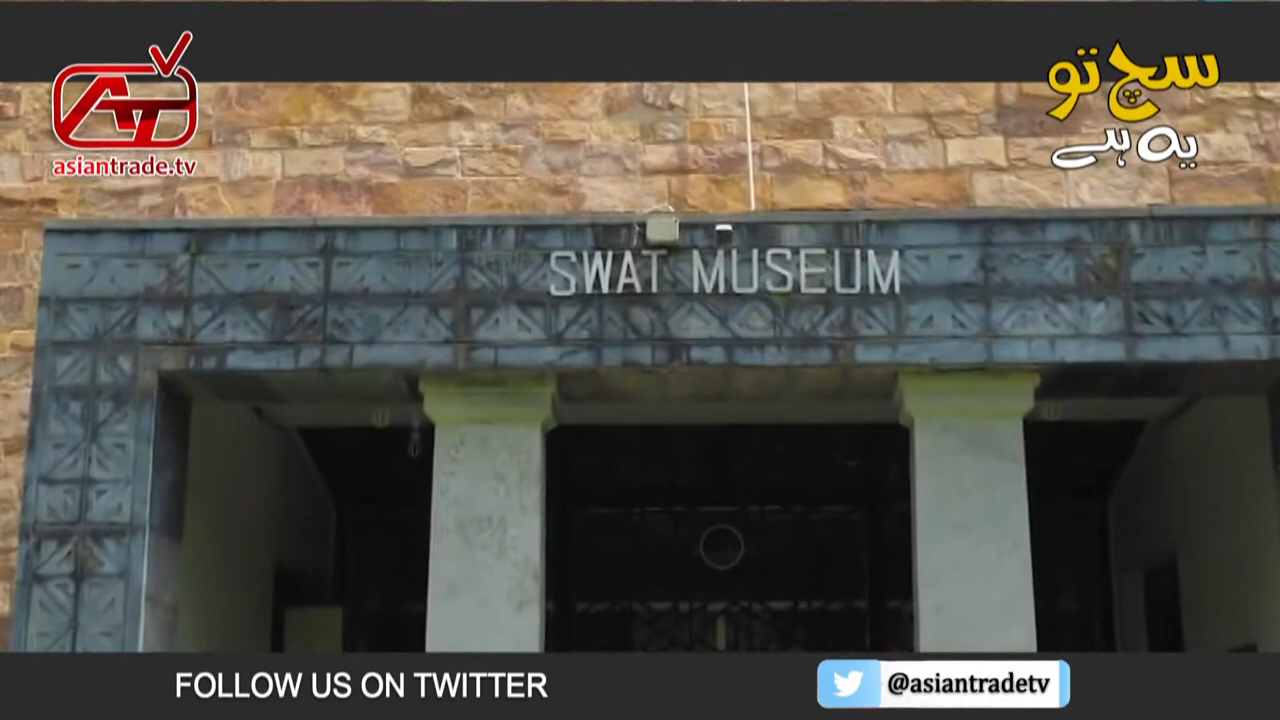 asiantrade.tv
سچ تو
یہ ہے
SWAT MUSEUM
FOLLOW US ON TWITTER
@asiantradetv